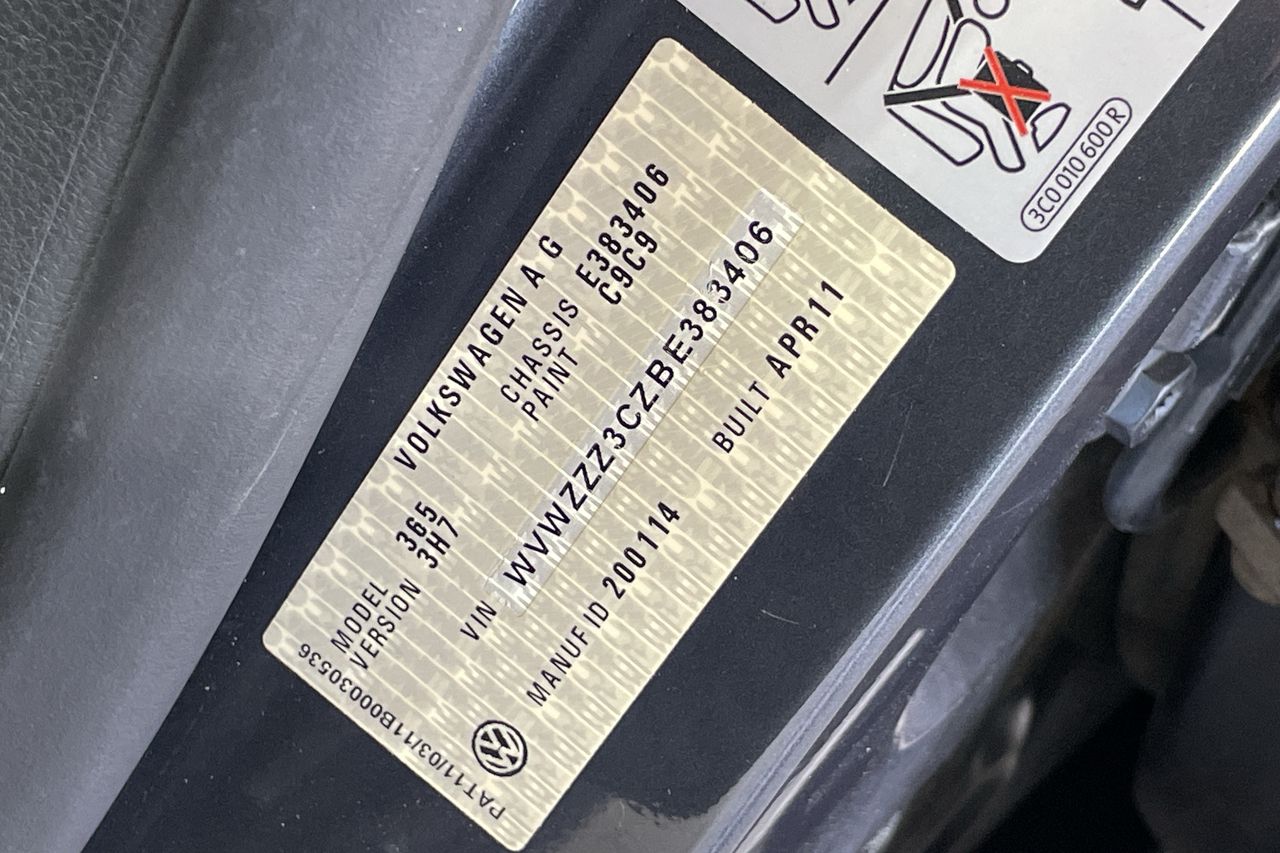 VOLKSWAGEN A G
MODEL 365 CHASSIS E383406
VERSION 3H7 PAINT C9C9
VIN WVWZZZ3CZBE383406
MANUF ID 200114 BUILT APR11
PAT11/03/11B00030536
3C0 010 600 R